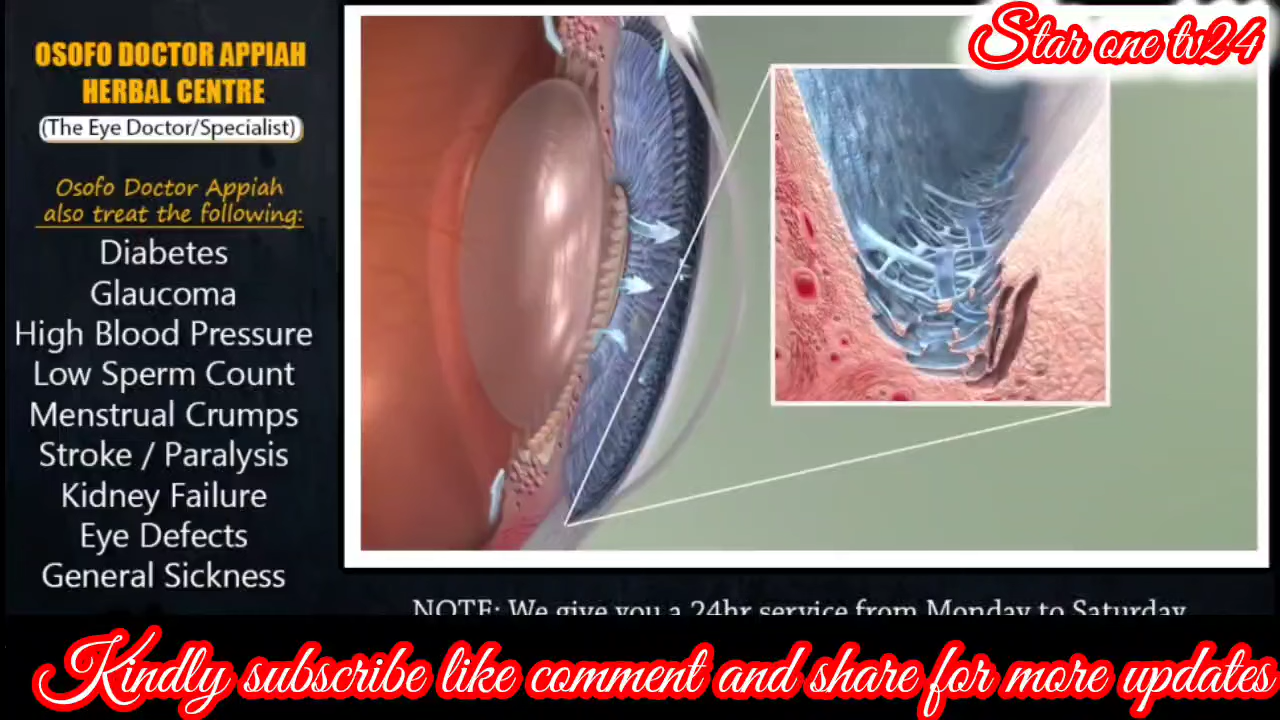 OSOFO DOCTOR APPIAH
HERBAL CENTRE
(The Eye Doctor/Specialist)
Osofo Doctor Appiah
also treat the following:
Diabetes
Glaucoma
High Blood Pressure
Low Sperm Count
Menstrual Crumps
Stroke / Paralysis
Kidney Failure
Eye Defects
General Sickness
Star one tv24
NOTE: We give you a 24hr service from Monday to Saturday
Kindly subscribe like comment and share for more updates